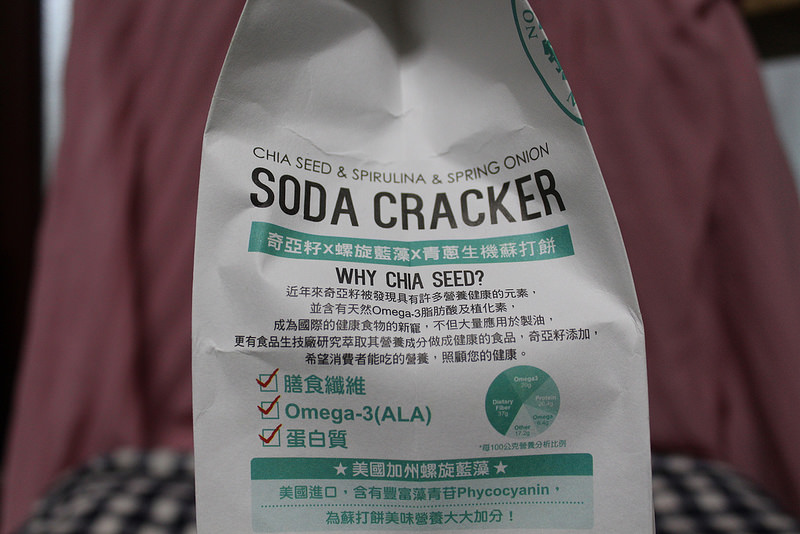 ON
CHIA SEED & SPIRULINA & SPRING ONION
SODA CRACKER
奇亞籽X螺旋藍藻X青蔥生機蘇打餅
WHY CHIA SEED?
近年來奇亞籽被發現具有許多營養健康的元素，
並含有天然Omega-3脂肪酸及植化素，
成為國際的健康食物的新寵，不但大量應用於製油，
更有食品生技廠研究萃取其營養成分做成健康的食品，奇亞籽添加，
希望消費者能吃的營養，照顧您的健康。
膳食纖維
Omega-3(ALA)
蛋白質
Omega3
20g
Protein
20.4g
Omega6
Other
17.2g
Dietary
Fiber
37g
*每100公克營養分析比例
★美國加州螺旋藍藻★
美國進口，含有豐富藻青苷Phycocyanin，
為蘇打餅美味營養大大加分！